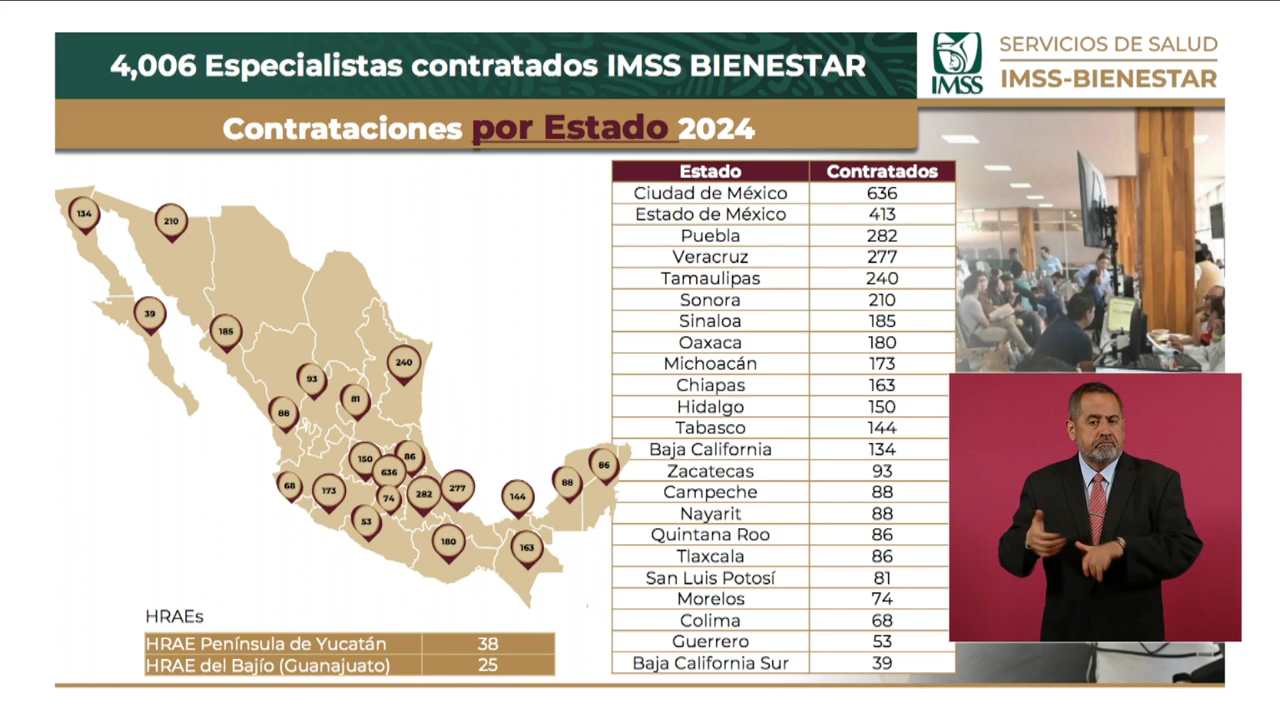 4,006 Especialistas contratados IMSS BIENESTAR
Contrataciones por Estado 2024
IMSS
SERVICIOS DE SALUD
IMSS-BIENESTAR
134
210
39
185
240
93
81
88
150
86
636
68
173
74
282
277
144
88
86
53
180
163
Estado Contratados
Ciudad de México 636
Estado de México 413
Puebla 282
Veracruz 277
Tamaulipas 240
Sonora 210
Sinaloa 185
Oaxaca 180
Michoacán 173
Chiapas 163
Hidalgo 150
Tabasco 144
Baja California 134
Zacatecas 93
Campeche 88
Nayarit 88
Quintana Roo 86
Tlaxcala 86
San Luis Potosí 81
Morelos 74
Colima 68
Guerrero 53
Baja California Sur 39
HRAEs
HRAE Península de Yucatán 38
HRAE del Bajío (Guanajuato) 25